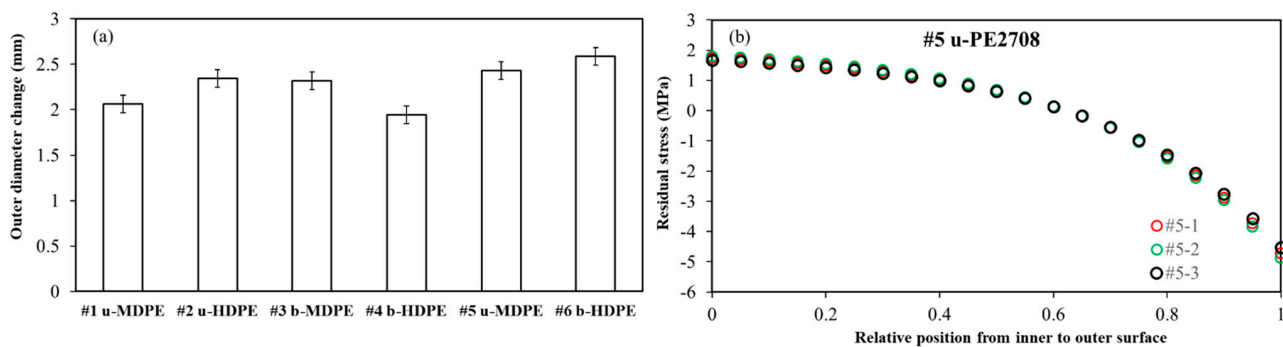 (a)
Outer diameter change (mm)
3
2.5
2
1.5
1
0.5
0
#1 u-MDPE #2 u-HDPE #3 b-MDPE #4 b-HDPE #5 u-MDPE #6 b-HDPE
(b)
#5 u-PE2708
Residual stress (MPa)
3
2
1
0
-1
-2
-3
-4
-5
-6
#5-1
#5-2
#5-3
0 0.2 0.4 0.6 0.8 1
Relative position from inner to outer surface